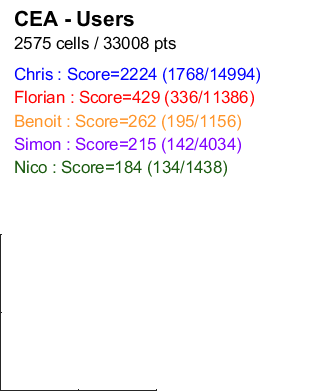 CEA - Users
2575 cells / 33008 pts
Chris : Score=2224 (1768/14994)
Florian : Score=429 (336/11386)
Benoit : Score=262 (195/1156)
Simon : Score=215 (142/4034)
Nico : Score=184 (134/1438)